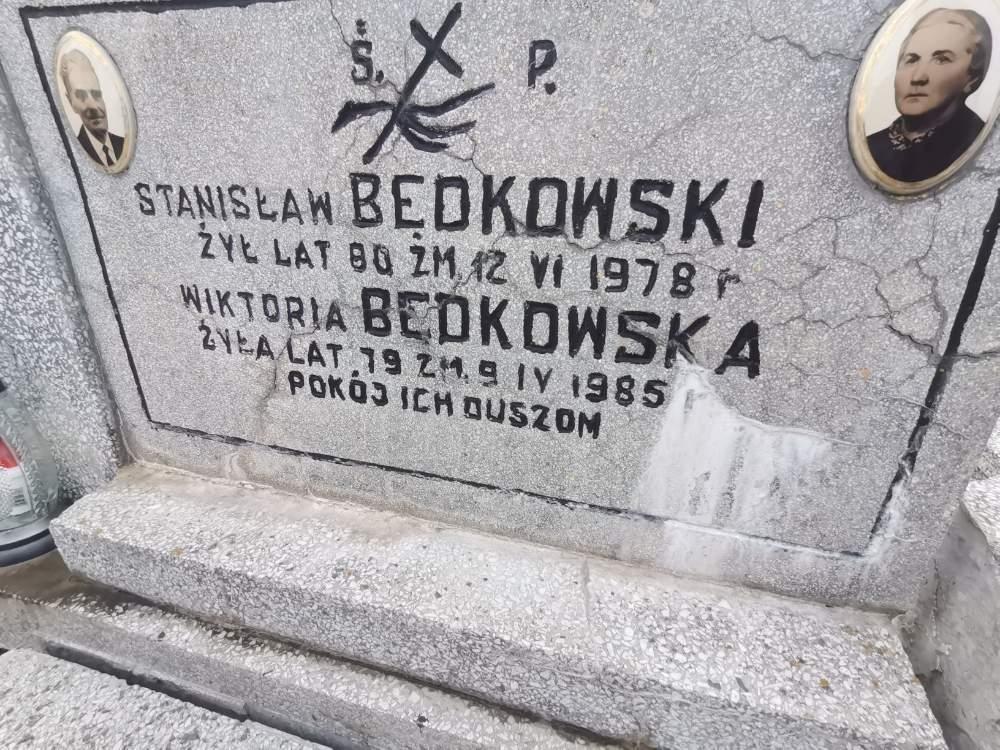 Ś. P.
STANISŁAW BĘDKOWSKI
ŻYŁ LAT 80 ŻM. 12 VI 1978 r
WIKTORIA BĘDKOWSKA
ŻYŁA LAT 79 ZM. 9 IV 1985 r
POKÓJ ICH DUSZOM